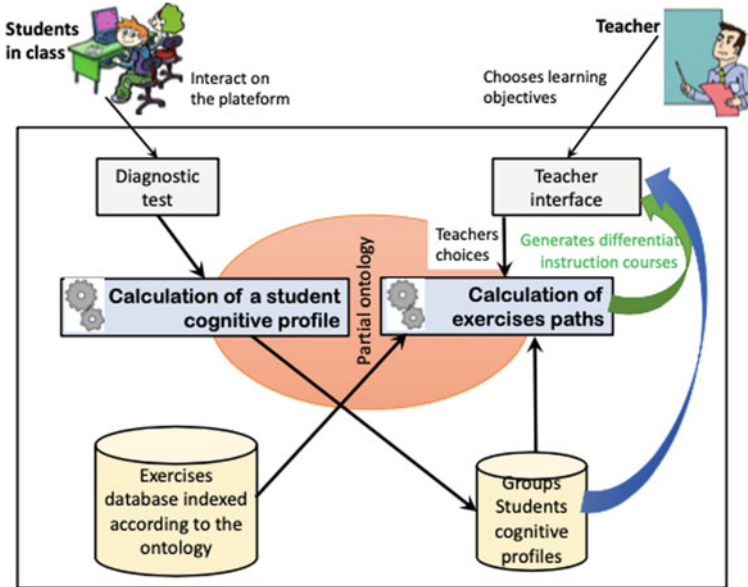 Students
in class
Interact on
the plateform
Teacher
Chooses learning
objectives
Diagnostic
test
Teacher
interface
Teachers
choices
Generates differentiat
instruction courses
Calculation of a student
cognitive profile
Partial ontology
Calculation of
exercises paths
Exercises
database indexed
according to the
ontology
Groups
Students
cognitive
profiles